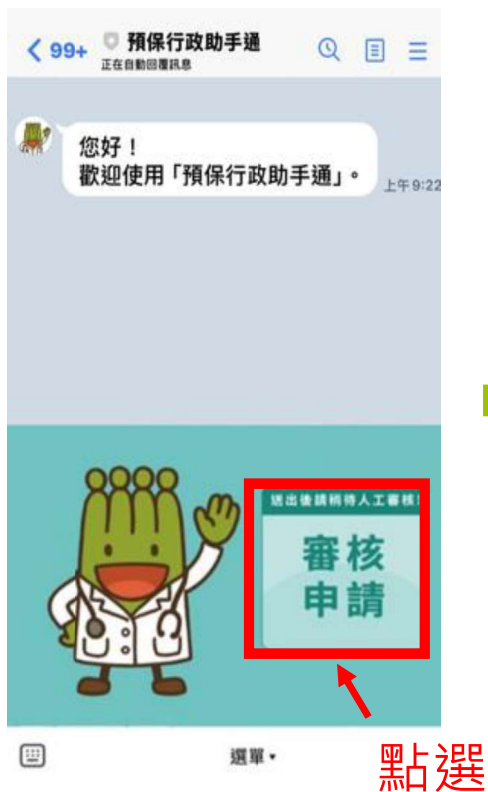 99+
預保行政助手通
正在自動回覆訊息
您好！
歡迎使用「預保行政助手通」。
上午9:22
送出後請稍待人工審核!
審核
申請
選單
點選